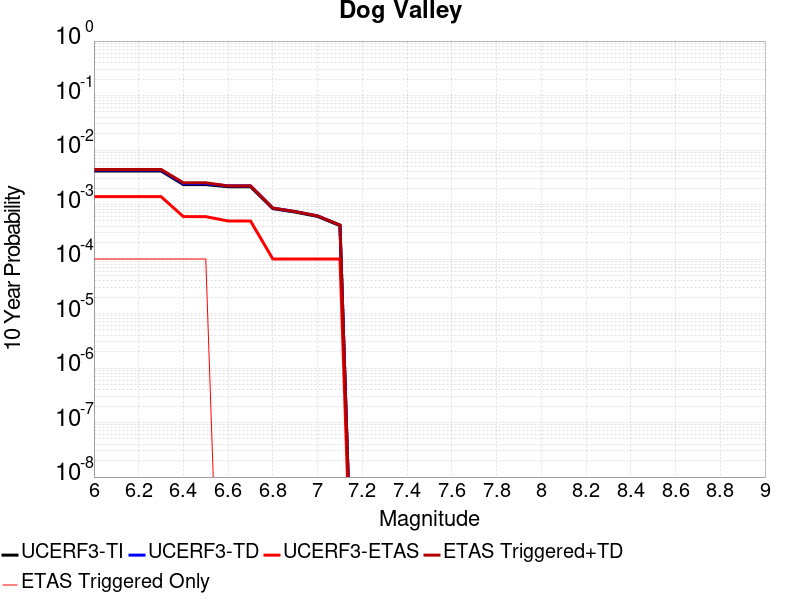 Dog Valley
10^0
10^-1
10^-2
10^-3
10^-4
10^-5
10^-6
10^-7
10^-8
10 Year Probability
6 6.2 6.4 6.6 6.8 7 7.2 7.4 7.6 7.8 8 8.2 8.4 8.6 8.8 9
Magnitude
UCERF3-TI UCERF3-TD UCERF3-ETAS ETAS Triggered+TD
ETAS Triggered Only